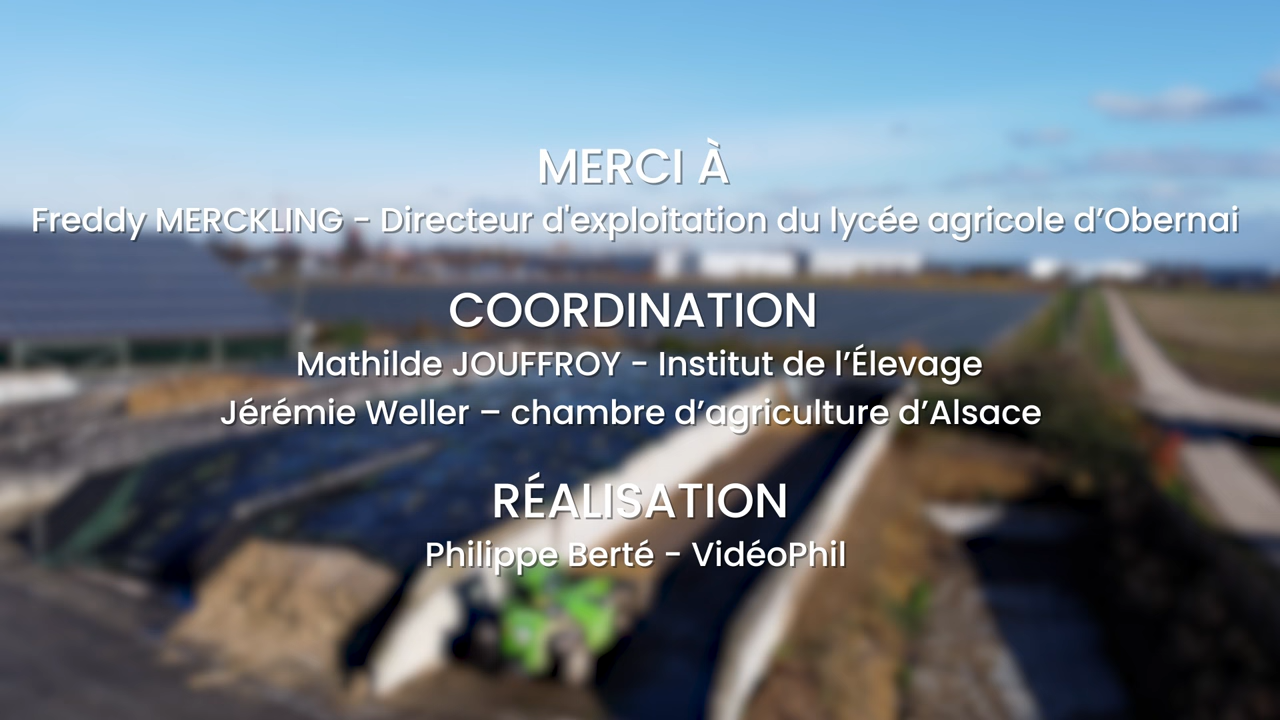 MERCI À
Freddy MERCKLING - Directeur d'exploitation du lycée agricole d’Obernai
COORDINATION
Mathilde JOUFFROY - Institut de l’Élevage
Jérémie Weller – chambre d’agriculture d’Alsace
RÉALISATION
Philippe Berté - VidéoPhil